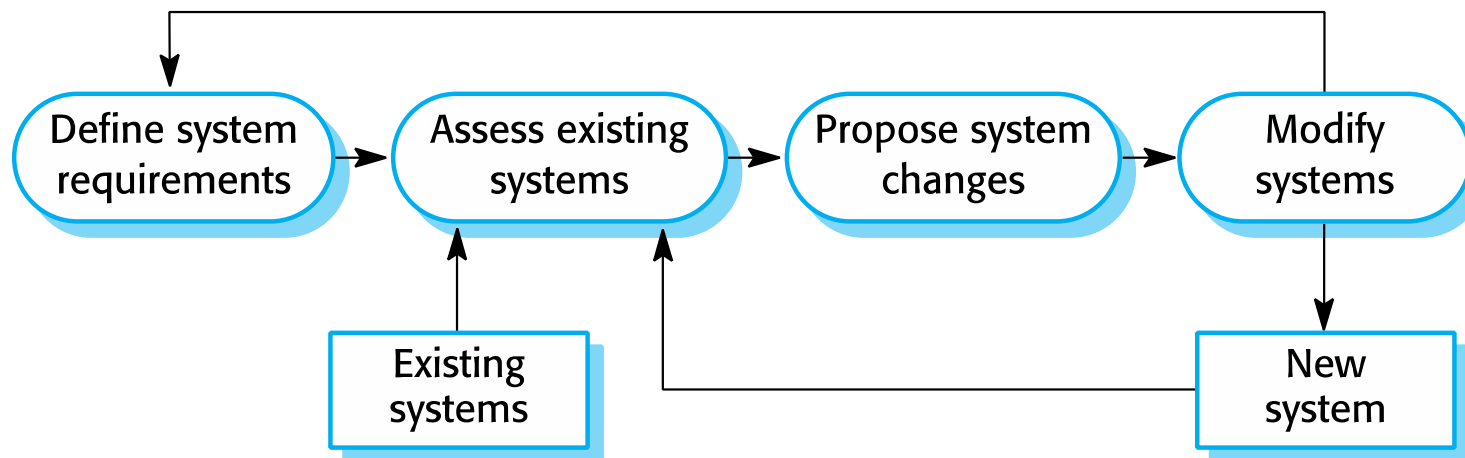 Define system
requirements
Assess existing
systems
Propose system
changes
Modify
systems
Existing
systems
New
system